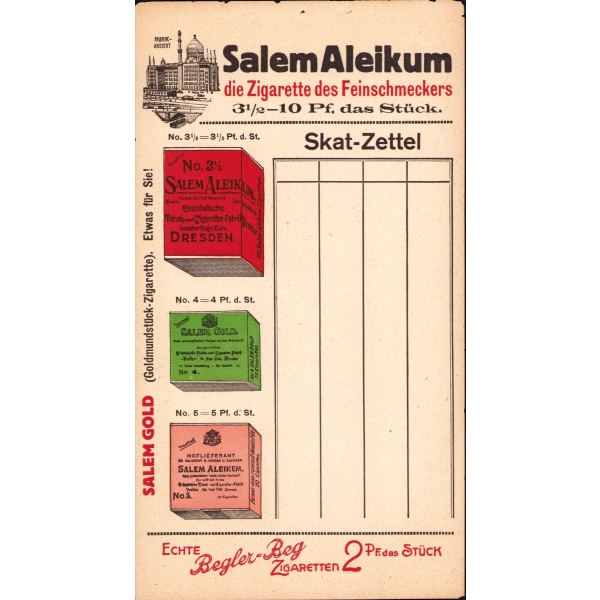 FABRIK-
ANSICHT
Salem Aleikum
die Zigarette des Feinschmeckers
3½–10 Pf. das Stück.
Skat-Zettel
No. 3½ = 3½ Pf. d. St.
No. 3½
SALEM ALEIKUM
Orientalische
Tabak- und Zigaretten-Fabrik
DRESDEN.
No. 4 = 4 Pf. d. St.
SALEM GOLD.
No. 4.
No. 5 = 5 Pf. d. St.
HOFLIEFERANT
SALEM ALEIKEM.
No. 5.
20 Cigaretten
SALEM GOLD (Goldmundstück-Zigarette). Etwas für Sie!
ECHTE Begler-Beg ZIGARETTEN 2 Pf. das STÜCK